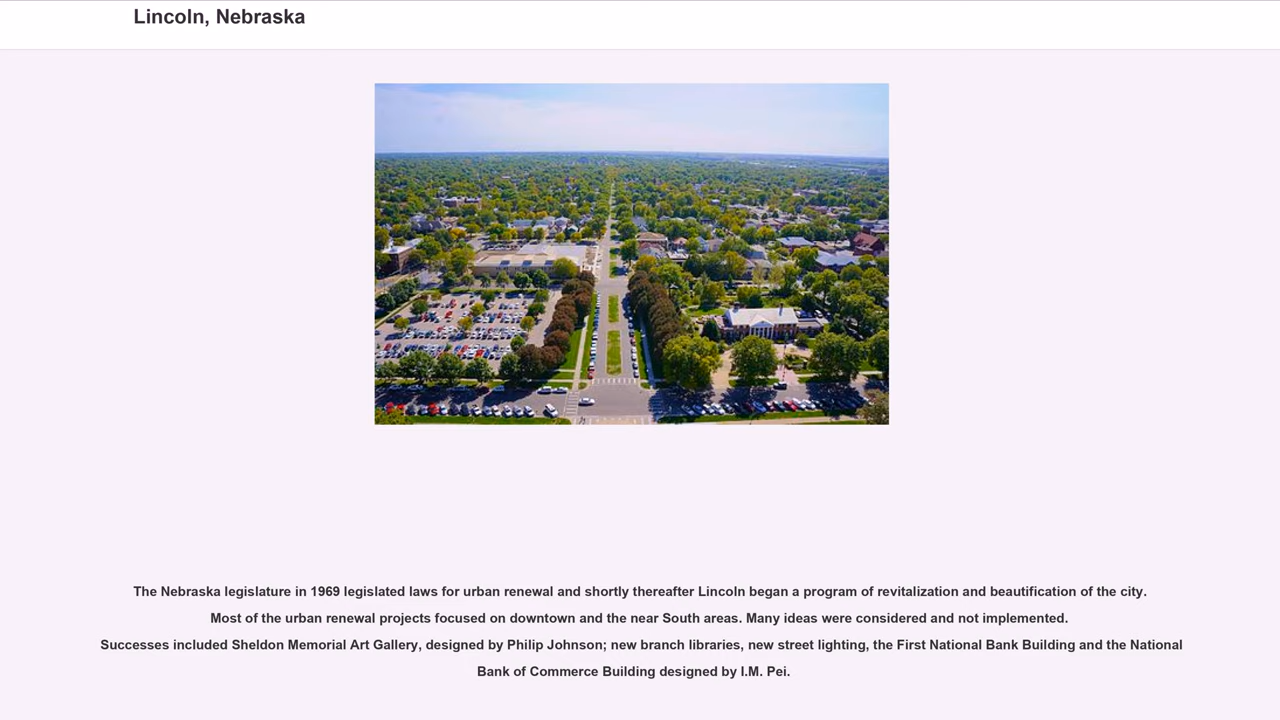 Lincoln, Nebraska
The Nebraska legislature in 1969 legislated laws for urban renewal and shortly thereafter Lincoln began a program of revitalization and beautification of the city.
Most of the urban renewal projects focused on downtown and the near South areas. Many ideas were considered and not implemented.
Successes included Sheldon Memorial Art Gallery, designed by Philip Johnson; new branch libraries, new street lighting, the First National Bank Building and the National
Bank of Commerce Building designed by I.M. Pei.